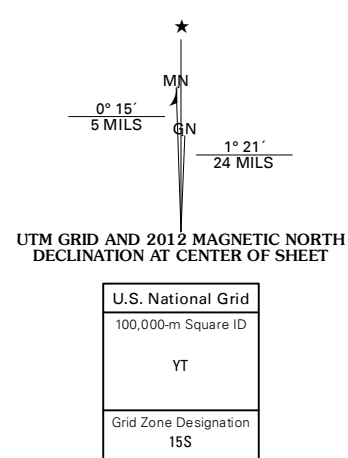 ★
MN
0° 15´
5 MILS
GN
1° 21´
24 MILS
UTM GRID AND 2012 MAGNETIC NORTH
DECLINATION AT CENTER OF SHEET
U.S. National Grid
100,000-m Square ID
YT
Grid Zone Designation
15S